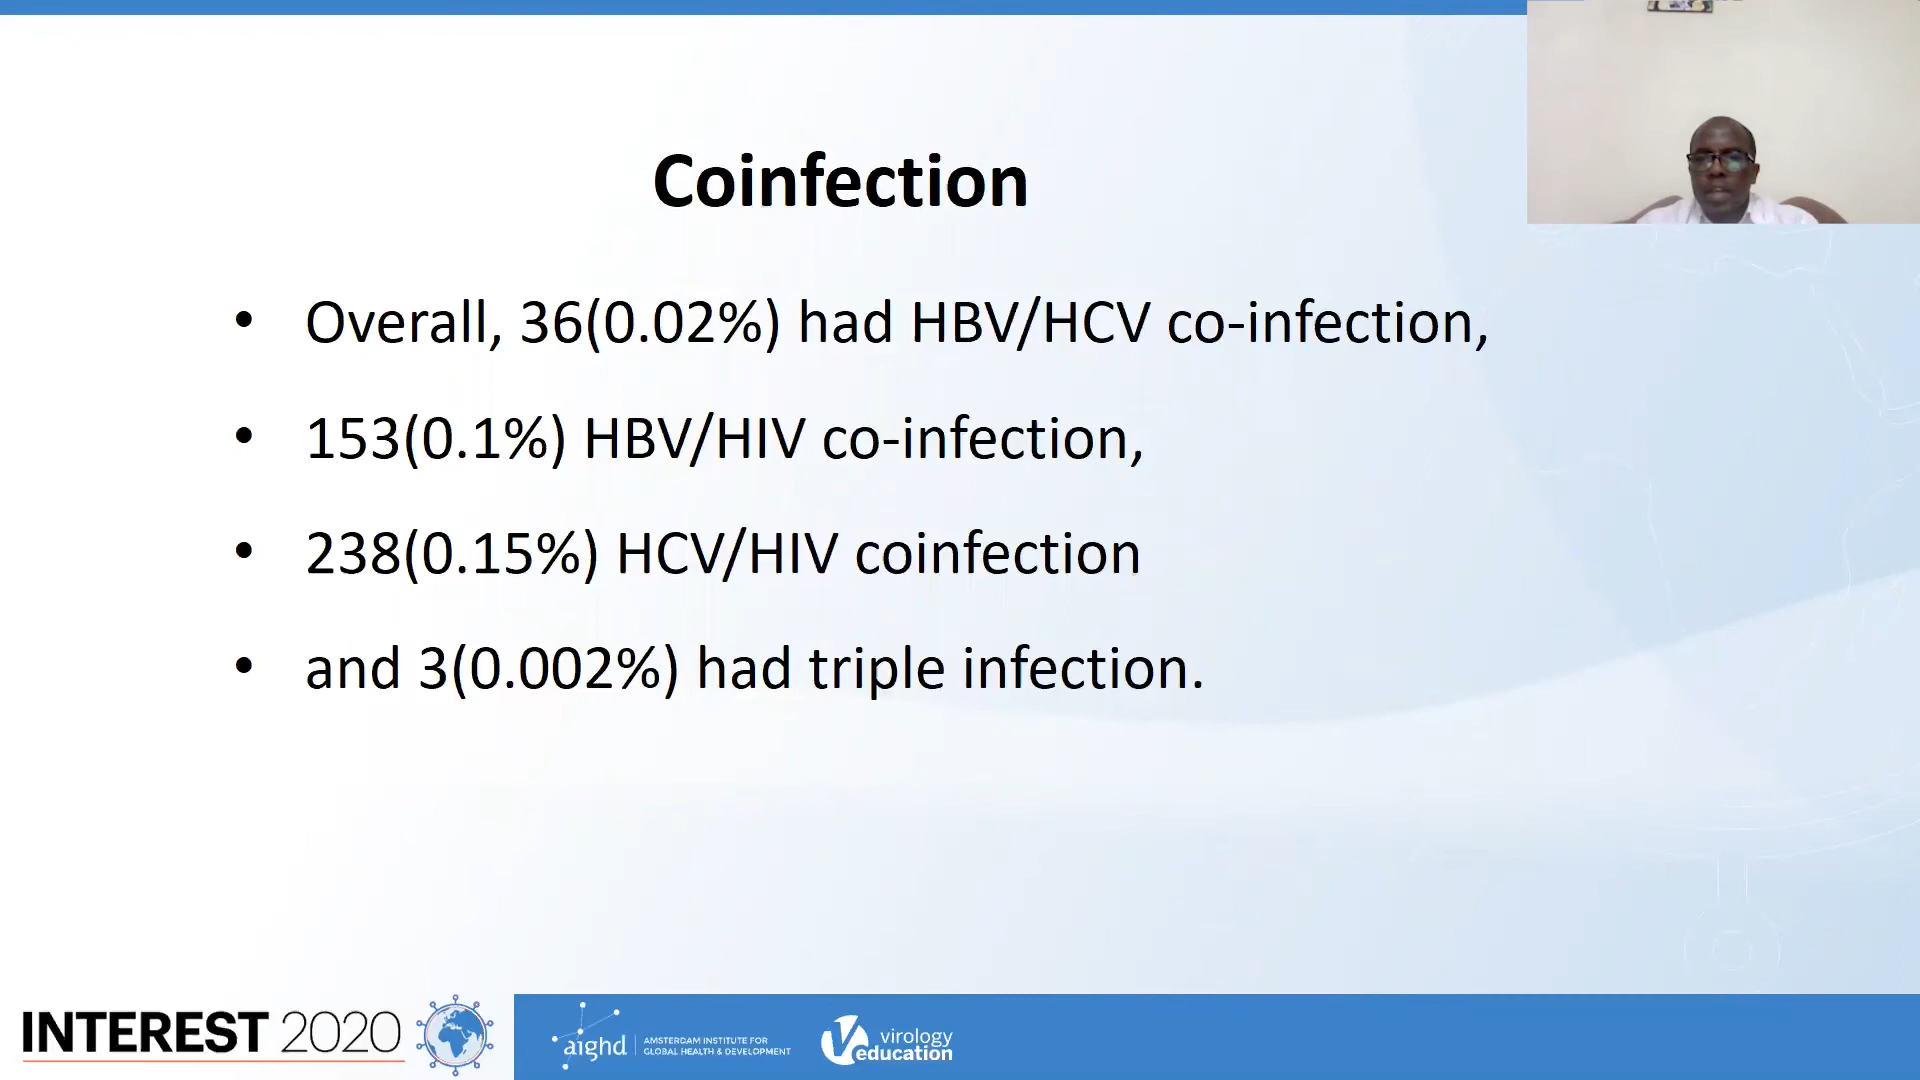 Coinfection
• Overall, 36(0.02%) had HBV/HCV co-infection,
• 153(0.1%) HBV/HIV co-infection,
• 238(0.15%) HCV/HIV coinfection
• and 3(0.002%) had triple infection.
INTEREST 2020
aighd
AMSTERDAM INSTITUTE FOR
GLOBAL HEALTH & DEVELOPMENT
virology
education